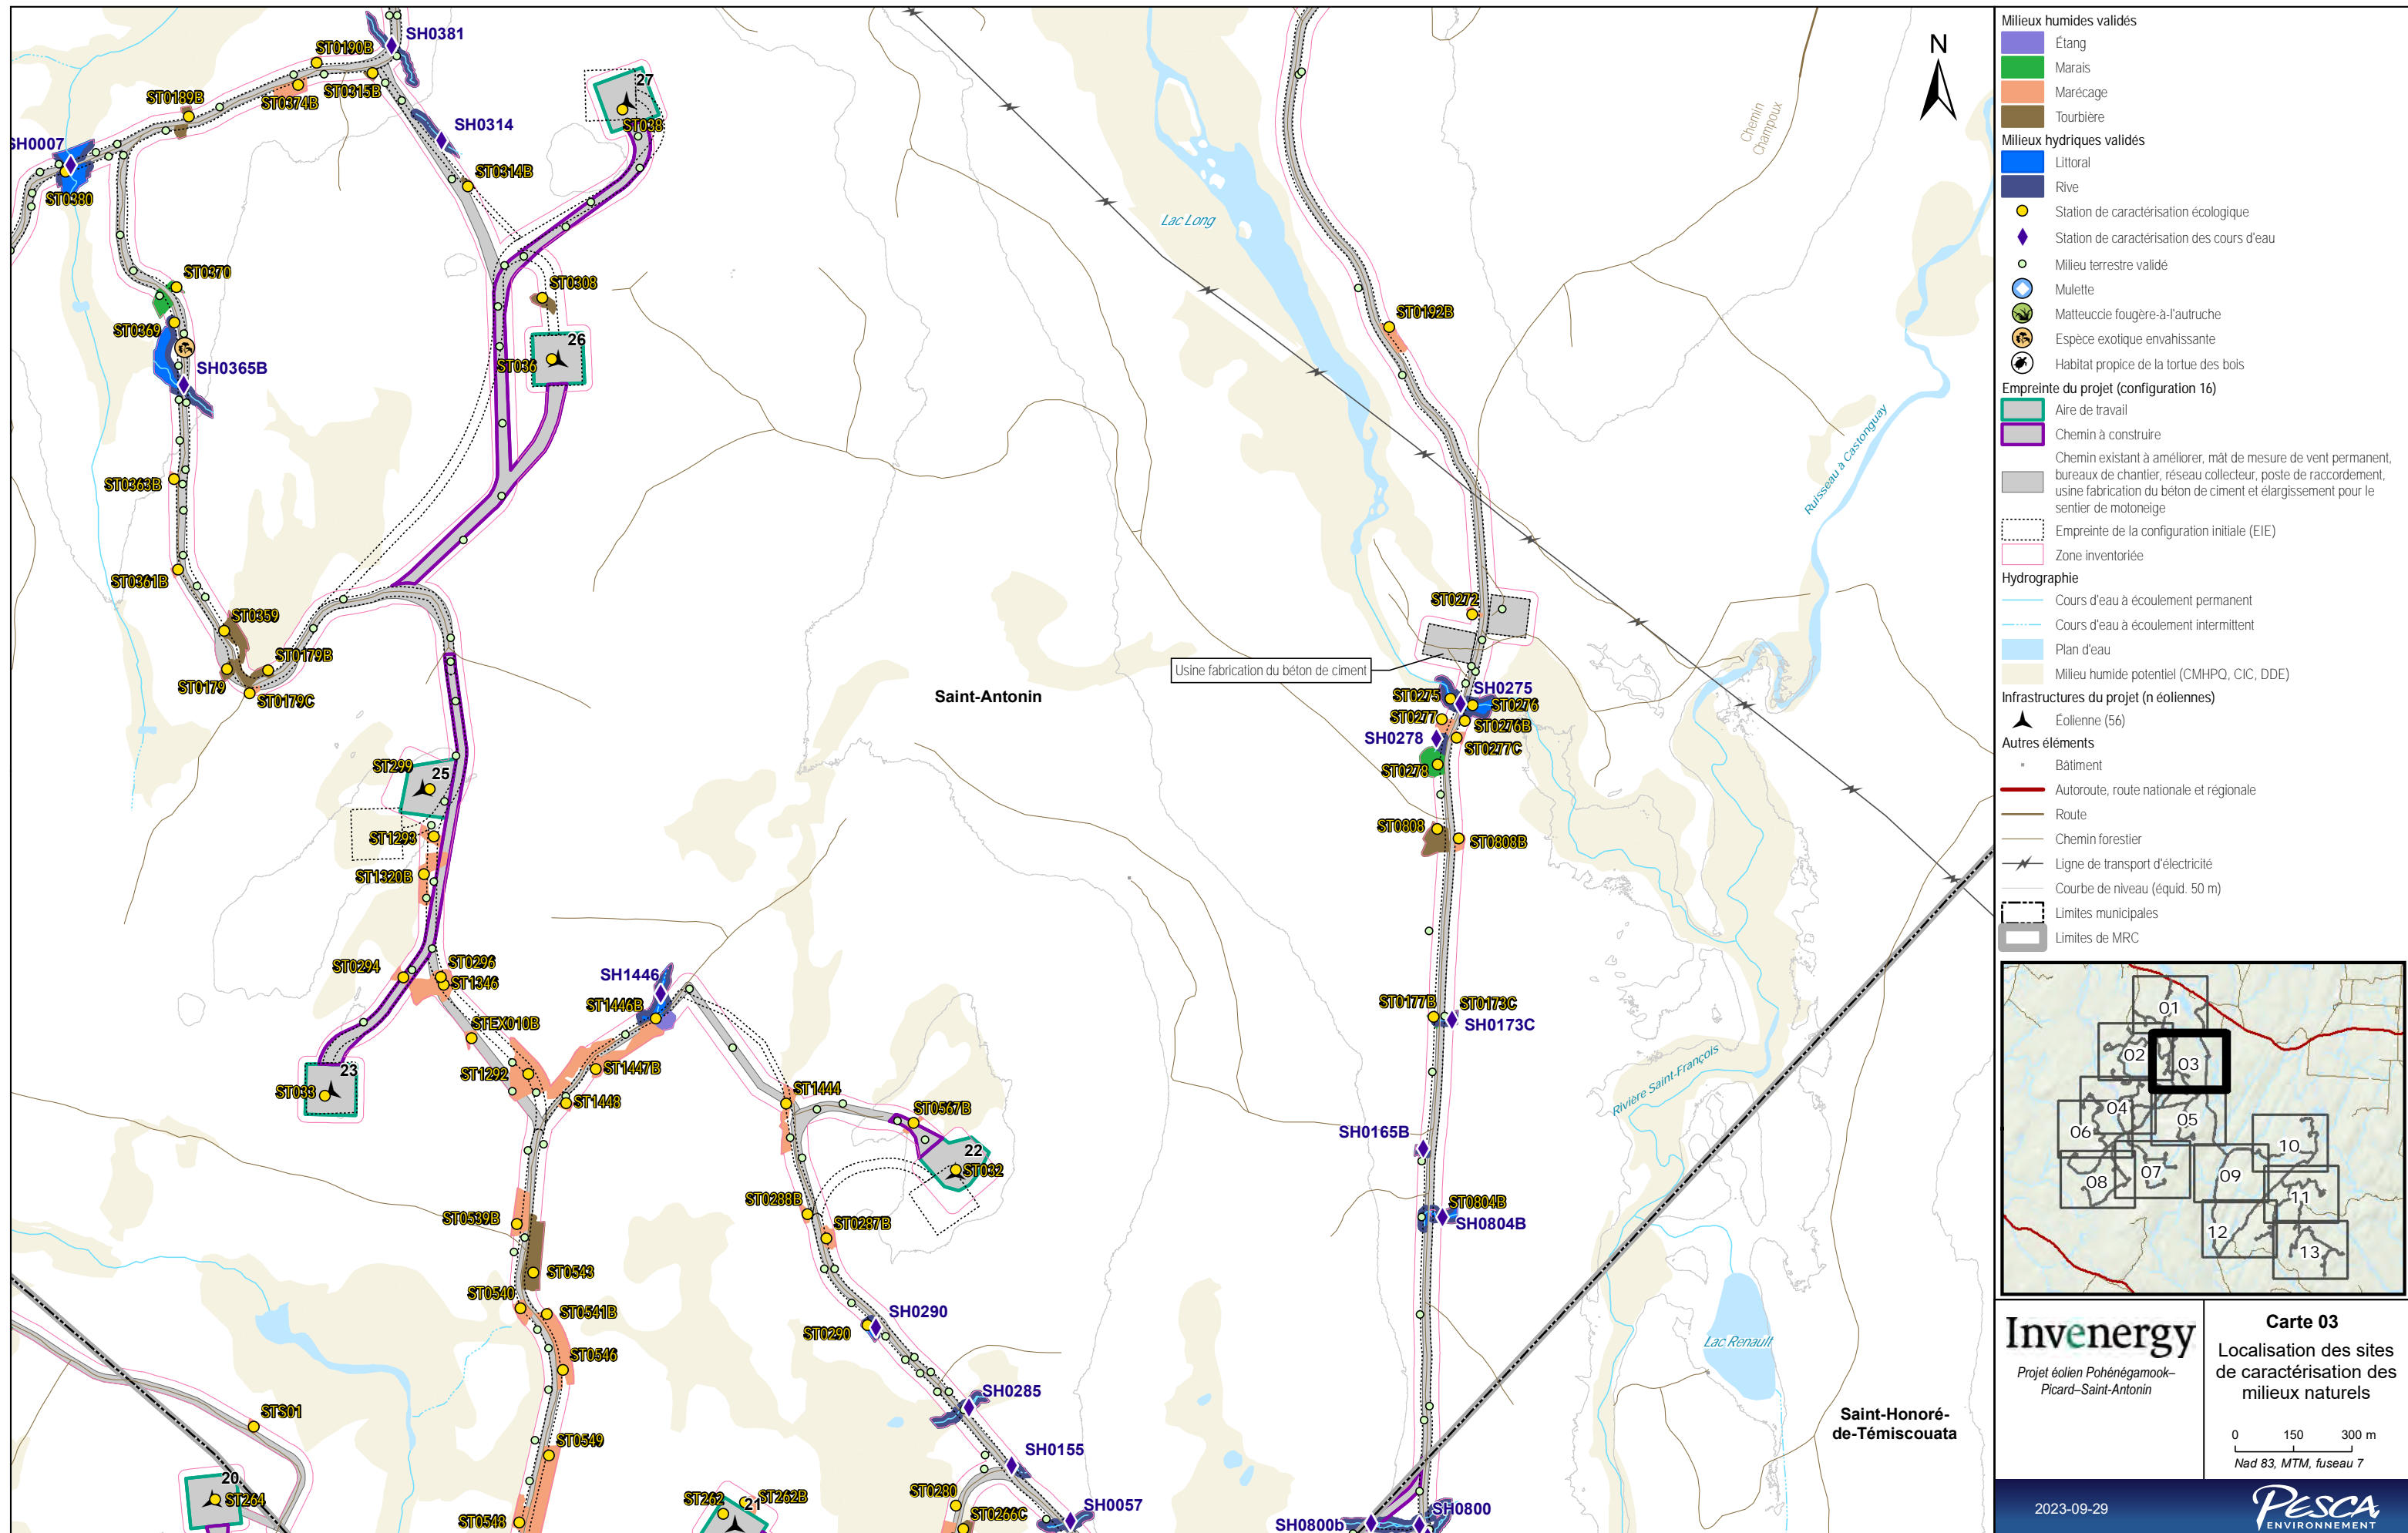 SH0381
ST0190B
ST0374B
ST0315B
ST0189B
SH0314
SH0007
ST0380
ST0314B
27
ST038
ST0370
ST0369
SH0365B
ST0308
26
ST036
ST0363B
ST0361B
ST0359
ST0179B
ST0179
ST0179C
ST299
25
ST1293
ST1320B
ST0294
ST0296
ST1346
STEX010B
23
ST033
SH1446
ST1446B
ST1292
ST1447B
ST1448
ST1444
ST0567B
22
ST032
ST0288B
ST0287B
ST0539B
ST0543
ST0540
ST0541B
ST0546
SH0290
ST0290
SH0285
STS01
ST0549
SH0155
20
ST264
ST262
21
ST262B
ST0280
ST0266C
SH0057
ST0548
Saint-Antonin
Lac Long
Chemin
Champoux
ST0192B
Ruisseau à Castonguay
ST0272
Usine fabrication du béton de ciment
SH0275
ST0275
ST0276
ST0277
ST0276B
SH0278
ST0277C
ST0278
ST0808
ST0808B
ST0177B
ST0173C
SH0173C
Rivière Saint-François
SH0165B
ST0804B
SH0804B
Lac Renault
Saint-Honoré-
de-Témiscouata
SH0800
SH0800b
N
Milieux humides validés
Étang
Marais
Marécage
Tourbière
Milieux hydriques validés
Littoral
Rive
Station de caractérisation écologique
Station de caractérisation des cours d'eau
Milieu terrestre validé
Mulette
Matteuccie fougère-à-l'autruche
Espèce exotique envahissante
Habitat propice de la tortue des bois
Empreinte du projet (configuration 16)
Aire de travail
Chemin à construire
Chemin existant à améliorer, mât de mesure de vent permanent,
bureaux de chantier, réseau collecteur, poste de raccordement,
usine fabrication du béton de ciment et élargissement pour le
sentier de motoneige
Empreinte de la configuration initiale (EIE)
Zone inventoriée
Hydrographie
Cours d'eau à écoulement permanent
Cours d'eau à écoulement intermittent
Plan d'eau
Milieu humide potentiel (CMHPQ, CIC, DDE)
Infrastructures du projet (n éoliennes)
Éolienne (56)
Autres éléments
Bâtiment
Autoroute, route nationale et régionale
Route
Chemin forestier
Ligne de transport d'électricité
Courbe de niveau (équid. 50 m)
Limites municipales
Limites de MRC
01
02
03
04
05
06
07
08
09
10
11
12
13
Invenergy
Projet éolien Pohénégamook–
Picard–Saint-Antonin
Carte 03
Localisation des sites
de caractérisation des
milieux naturels
0 150 300 m
Nad 83, MTM, fuseau 7
2023-09-29
PESCA
ENVIRONNEMENT